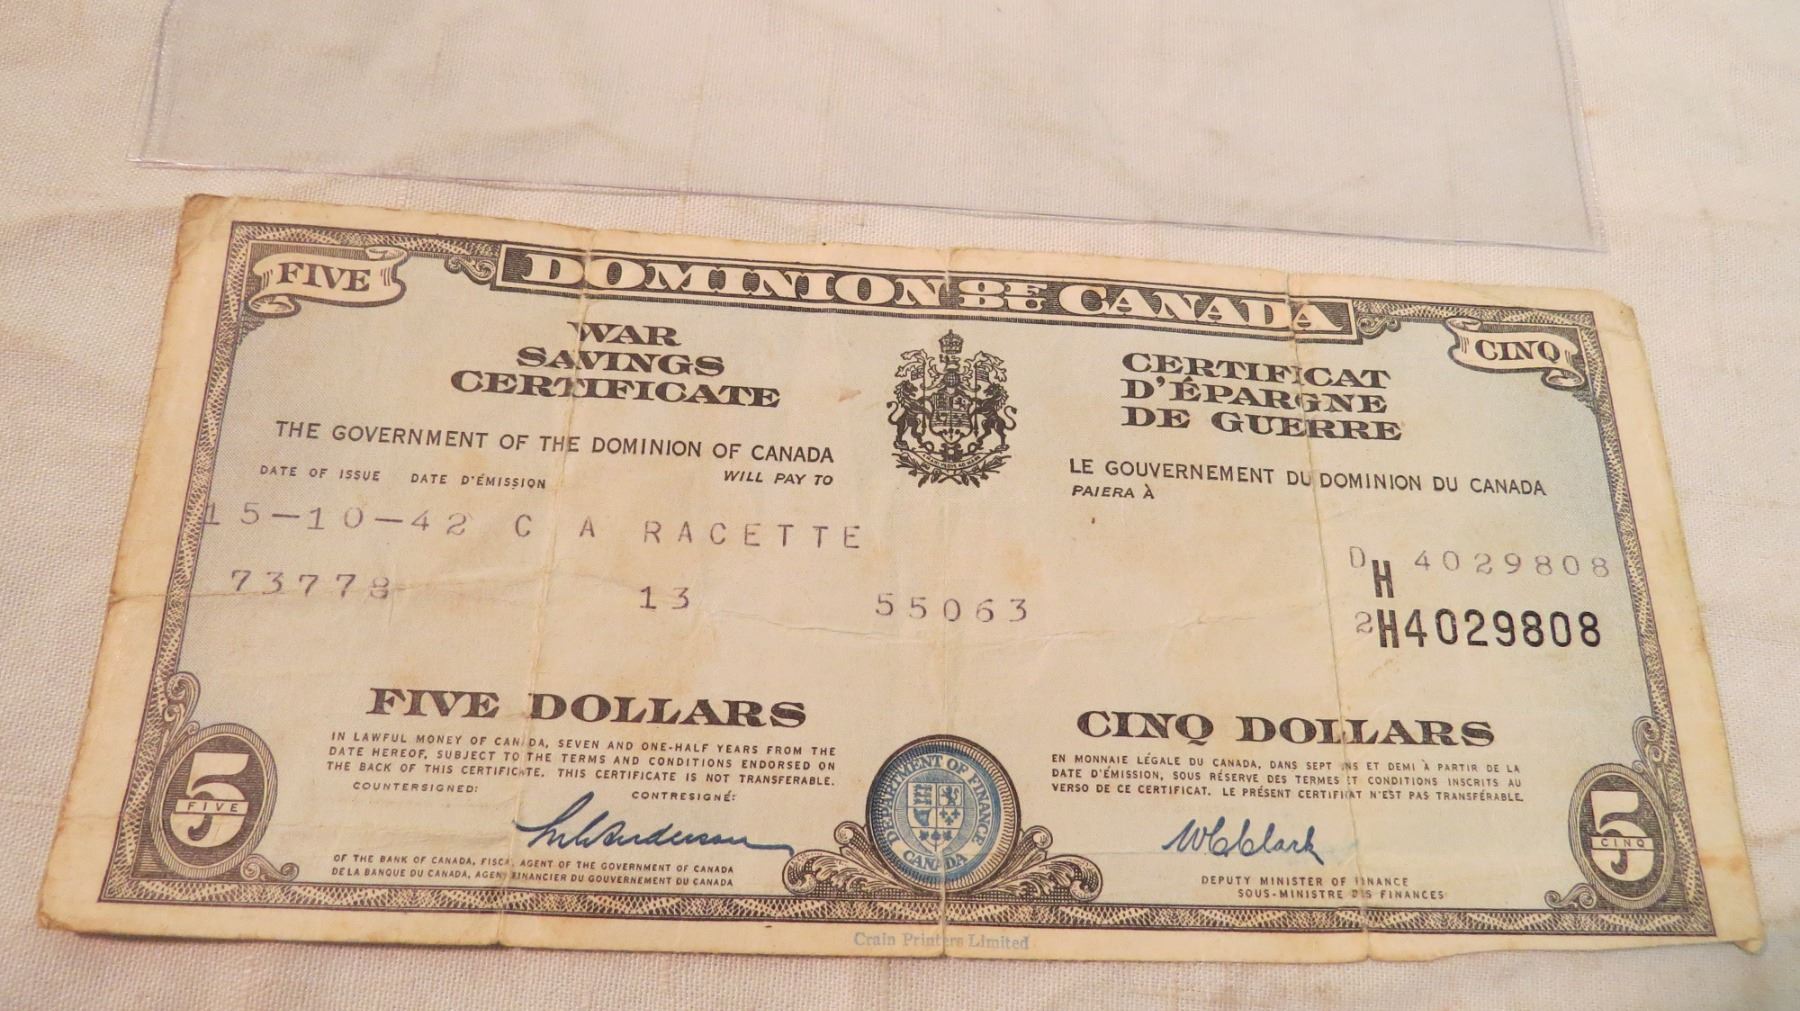 FIVE
DOMINION OF DU CANADA
CINQ
WAR
SAVINGS
CERTIFICATE
CERTIFICAT
D'ÉPARGNE
DE GUERRE
THE GOVERNMENT OF THE DOMINION OF CANADA
WILL PAY TO
LE GOUVERNEMENT DU DOMINION DU CANADA
PAIERA À
DATE OF ISSUE DATE D'ÉMISSION
15-10-42 C A RACETTE
DH 4029808
73778 13 55063
2H4029808
FIVE DOLLARS
IN LAWFUL MONEY OF CANADA, SEVEN AND ONE-HALF YEARS FROM THE
DATE HEREOF, SUBJECT TO THE TERMS AND CONDITIONS ENDORSED ON
THE BACK OF THIS CERTIFICATE. THIS CERTIFICATE IS NOT TRANSFERABLE.
COUNTERSIGNED: CONTRESIGNÉ:
OF THE BANK OF CANADA, FISCAL AGENT OF THE GOVERNMENT OF CANADA
DE LA BANQUE DU CANADA, AGENT FINANCIER DU GOUVERNEMENT DU CANADA
CINQ DOLLARS
EN MONNAIE LÉGALE DU CANADA, DANS SEPT ANS ET DEMI À PARTIR DE LA
DATE D'ÉMISSION, SOUS RÉSERVE DES TERMES ET CONDITIONS INSCRITS AU
VERSO DE CE CERTIFICAT. LE PRÉSENT CERTIFICAT N'EST PAS TRANSFÉRABLE.
W C Clark
DEPUTY MINISTER OF FINANCE
SOUS-MINISTRE DES FINANCES
5
FIVE
DEPARTMENT OF FINANCE
CANADA
5
CINQ
Crain Printers Limited